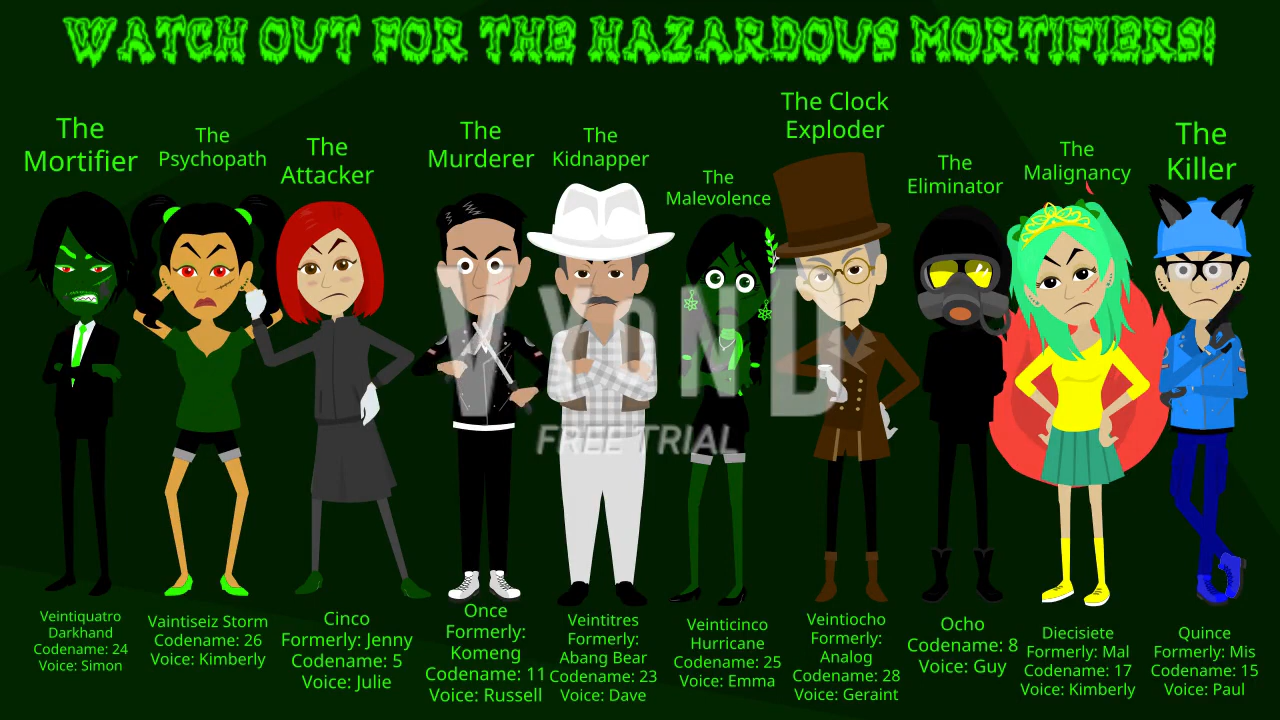 WATCH OUT FOR THE HAZARDOUS MORTIFIERS!
The
Mortifier
The
Psychopath
The
Attacker
The
Murderer
The
Kidnapper
The
Malevolence
The Clock
Exploder
The
Eliminator
The
Malignancy
The
Killer
VYOND
FREE TRIAL
Veintiquatro
Darkhand
Codename: 24
Voice: Simon
Vaintiseiz Storm
Codename: 26
Voice: Kimberly
Cinco
Formerly: Jenny
Codename: 5
Voice: Julie
Once
Formerly:
Komeng
Codename: 11
Voice: Russell
Veintitres
Formerly:
Abang Bear
Codename: 23
Voice: Dave
Veinticinco
Hurricane
Codename: 25
Voice: Emma
Veintiocho
Formerly:
Analog
Codename: 28
Voice: Geraint
Ocho
Codename: 8
Voice: Guy
Diecisiete
Formerly: Mal
Codename: 17
Voice: Kimberly
Quince
Formerly: Mis
Codename: 15
Voice: Paul